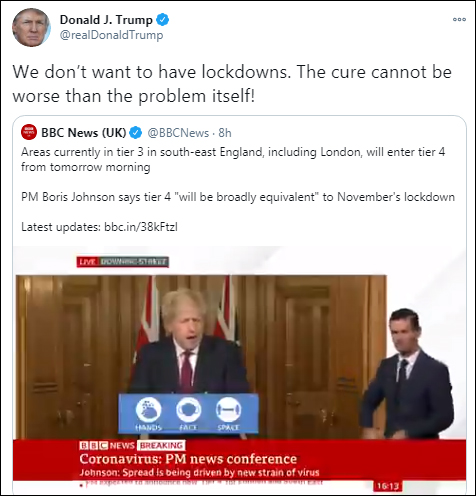 Donald J. Trump
@realDonaldTrump
We don't want to have lockdowns. The cure cannot be
worse than the problem itself!
BBC News (UK) @BBCNews · 8h
Areas currently in tier 3 in south-east England, including London, will enter tier 4
from tomorrow morning
PM Boris Johnson says tier 4 "will be broadly equivalent" to November's lockdown
Latest updates: bbc.in/38kFtzl
LIVE DOWNING STREET
HANDS FACE SPACE
BBC NEWS BREAKING
Coronavirus: PM news conference
Johnson: Spread is being driven by new strain of virus
16:13